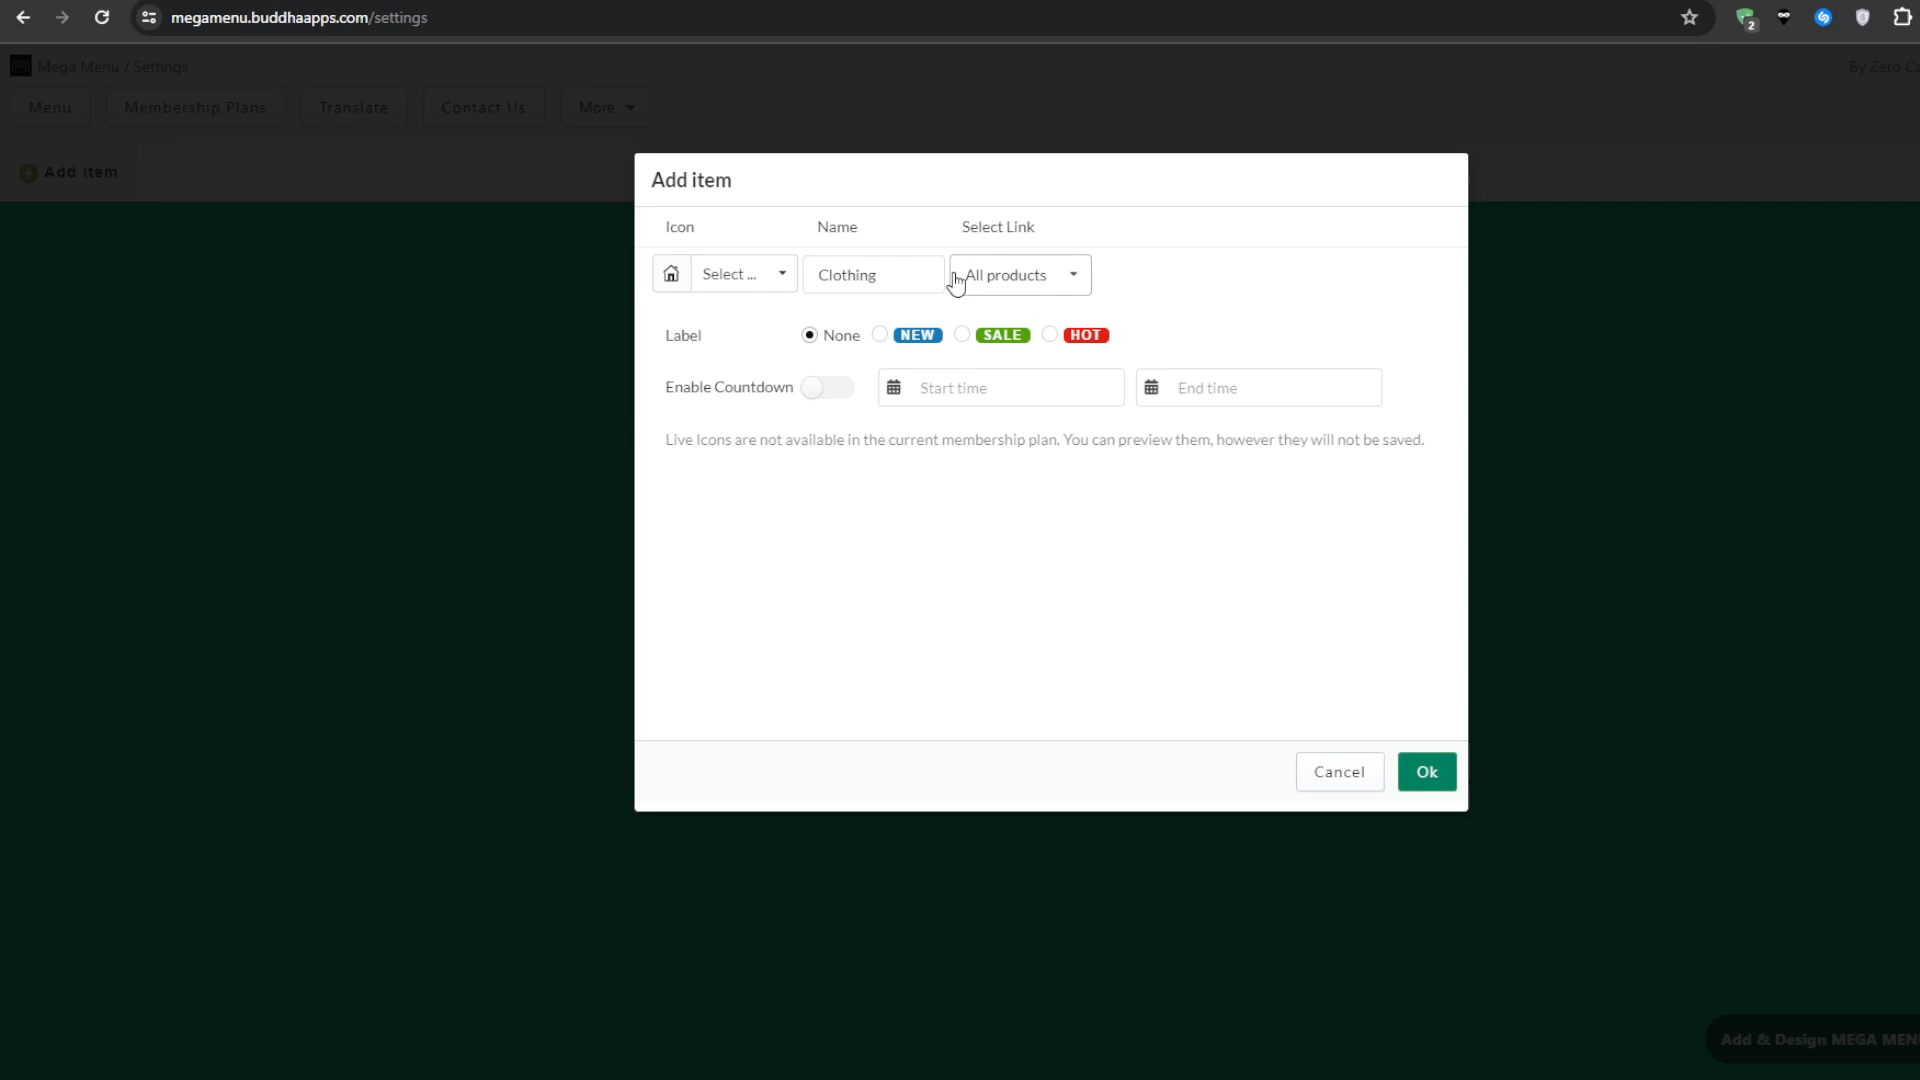 megamenu.buddhaapps.com/settings
2
Mega Menu / Settings
By Zero
Menu Membership Plans Translate Contact Us More
Add item
Add item
Icon Name Select Link
Select ... Clothing All products
Label None NEW SALE HOT
Enable Countdown Start time End time
Live Icons are not available in the current membership plan. You can preview them, however they will not be saved.
Cancel Ok
Add & Design MEGA MEN